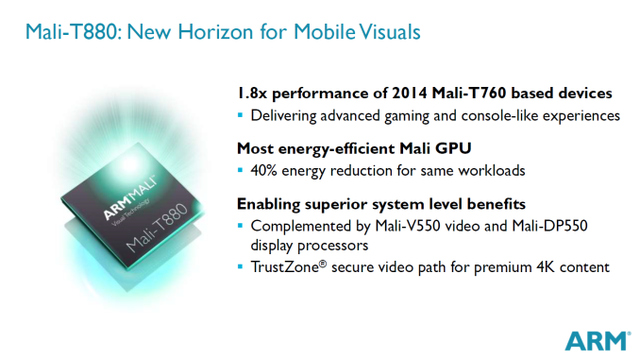 Mali-T880: New Horizon for Mobile Visuals
1.8x performance of 2014 Mali-T760 based devices
Delivering advanced gaming and console-like experiences
Most energy-efficient Mali GPU
40% energy reduction for same workloads
Enabling superior system level benefits
Complemented by Mali-V550 video and Mali-DP550
display processors
TrustZone® secure video path for premium 4K content
ARM MALI™
Visual Technology
Mali-T880
ARM®